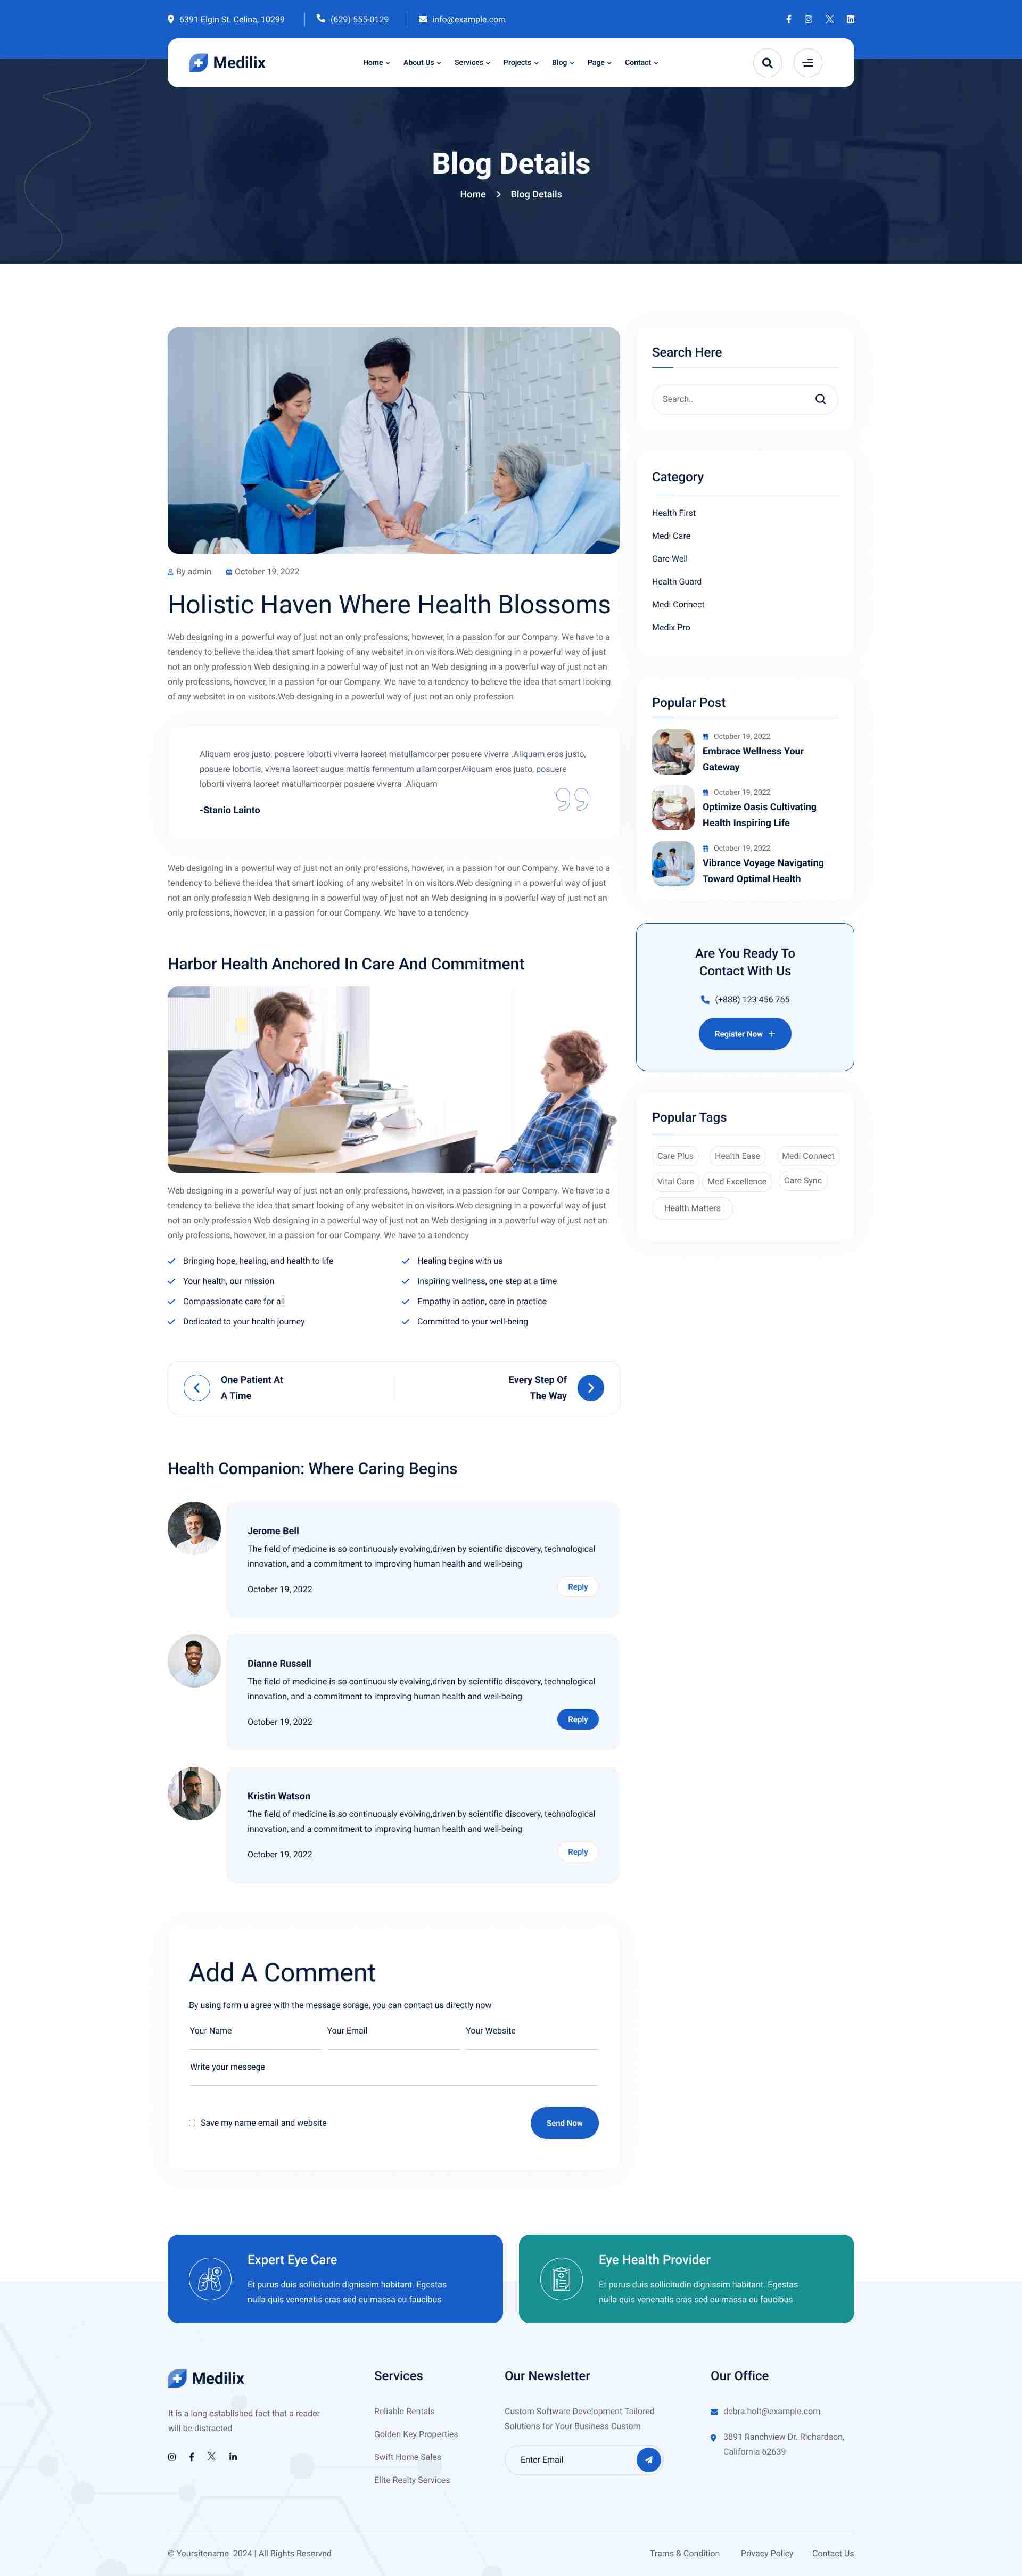 6391 Elgin St. Celina, 10299
(629) 555-0129
info@example.com
Medilix
Home
About Us
Services
Projects
Blog
Page
Contact
Blog Details
Home
Blog Details
By admin
October 19, 2022
Holistic Haven Where Health Blossoms
Web designing in a powerful way of just not an only professions, however, in a passion for our Company. We have to a
tendency to believe the idea that smart looking of any websitet in on visitors.Web designing in a powerful way of just
not an only profession Web designing in a powerful way of just not an Web designing in a powerful way of just not an
only professions, however, in a passion for our Company. We have to a tendency to believe the idea that smart looking
of any websitet in on visitors.Web designing in a powerful way of just not an only profession
Aliquam eros justo, posuere loborti viverra laoreet matullamcorper posuere viverra .Aliquam eros justo,
posuere lobortis, viverra laoreet augue mattis fermentum ullamcorperAliquam eros justo, posuere
loborti viverra laoreet matullamcorper posuere viverra .Aliquam
-Stanio Lainto
Web designing in a powerful way of just not an only professions, however, in a passion for our Company. We have to a
tendency to believe the idea that smart looking of any websitet in on visitors.Web designing in a powerful way of just
not an only profession Web designing in a powerful way of just not an Web designing in a powerful way of just not an
only professions, however, in a passion for our Company. We have to a tendency
Harbor Health Anchored In Care And Commitment
Web designing in a powerful way of just not an only professions, however, in a passion for our Company. We have to a
tendency to believe the idea that smart looking of any websitet in on visitors.Web designing in a powerful way of just
not an only profession Web designing in a powerful way of just not an Web designing in a powerful way of just not an
only professions, however, in a passion for our Company. We have to a tendency
Bringing hope, healing, and health to life
Your health, our mission
Compassionate care for all
Dedicated to your health journey
Healing begins with us
Inspiring wellness, one step at a time
Empathy in action, care in practice
Committed to your well-being
One Patient At
A Time
Every Step Of
The Way
Health Companion: Where Caring Begins
Jerome Bell
The field of medicine is so continuously evolving,driven by scientific discovery, technological
innovation, and a commitment to improving human health and well-being
October 19, 2022
Reply
Dianne Russell
The field of medicine is so continuously evolving,driven by scientific discovery, technological
innovation, and a commitment to improving human health and well-being
October 19, 2022
Reply
Kristin Watson
The field of medicine is so continuously evolving,driven by scientific discovery, technological
innovation, and a commitment to improving human health and well-being
October 19, 2022
Reply
Add A Comment
By using form u agree with the message sorage, you can contact us directly now
Your Name
Your Email
Your Website
Write your messege
Save my name email and website
Send Now
Search Here
Search..
Category
Health First
Medi Care
Care Well
Health Guard
Medi Connect
Medix Pro
Popular Post
October 19, 2022
Embrace Wellness Your
Gateway
October 19, 2022
Optimize Oasis Cultivating
Health Inspiring Life
October 19, 2022
Vibrance Voyage Navigating
Toward Optimal Health
Are You Ready To
Contact With Us
(+888) 123 456 765
Register Now
Popular Tags
Care Plus
Health Ease
Medi Connect
Vital Care
Med Excellence
Care Sync
Health Matters
Expert Eye Care
Et purus duis sollicitudin dignissim habitant. Egestas
nulla quis venenatis cras sed eu massa eu faucibus
Eye Health Provider
Et purus duis sollicitudin dignissim habitant. Egestas
nulla quis venenatis cras sed eu massa eu faucibus
Medilix
It is a long established fact that a reader
will be distracted
Services
Reliable Rentals
Golden Key Properties
Swift Home Sales
Elite Realty Services
Our Newsletter
Custom Software Development Tailored
Solutions for Your Business Custom
Enter Email
Our Office
debra.holt@example.com
3891 Ranchview Dr. Richardson,
California 62639
© Yoursitename 2024 | All Rights Reserved
Trams & Condition
Privacy Policy
Contact Us